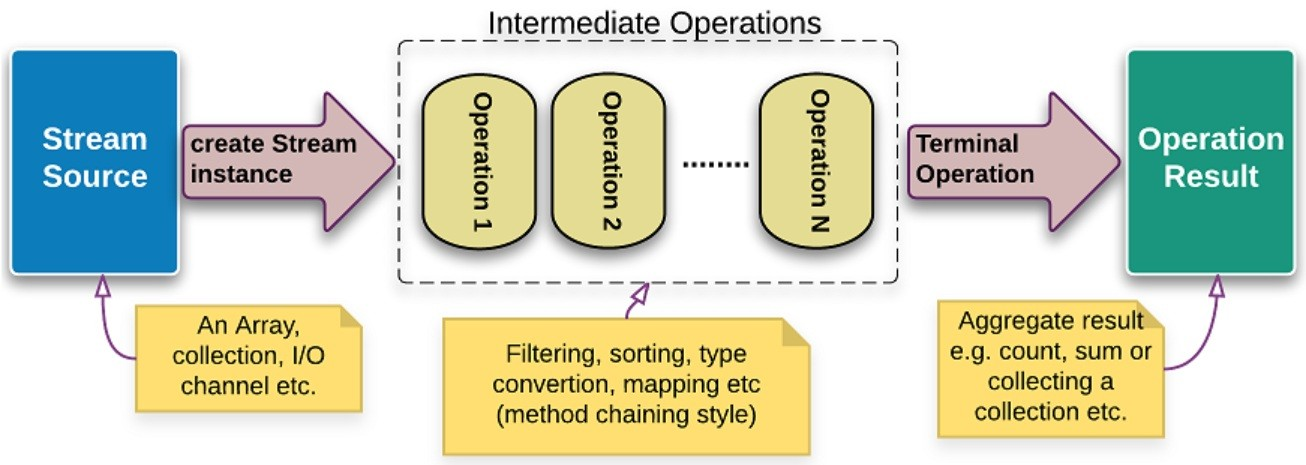 Intermediate Operations
Stream
Source
create Stream
instance
Operation 1
Operation 2
Operation N
Terminal
Operation
Operation
Result
An Array,
collection, I/O
channel etc.
Filtering, sorting, type
convertion, mapping etc
(method chaining style)
Aggregate result
e.g. count, sum or
collecting a
collection etc.